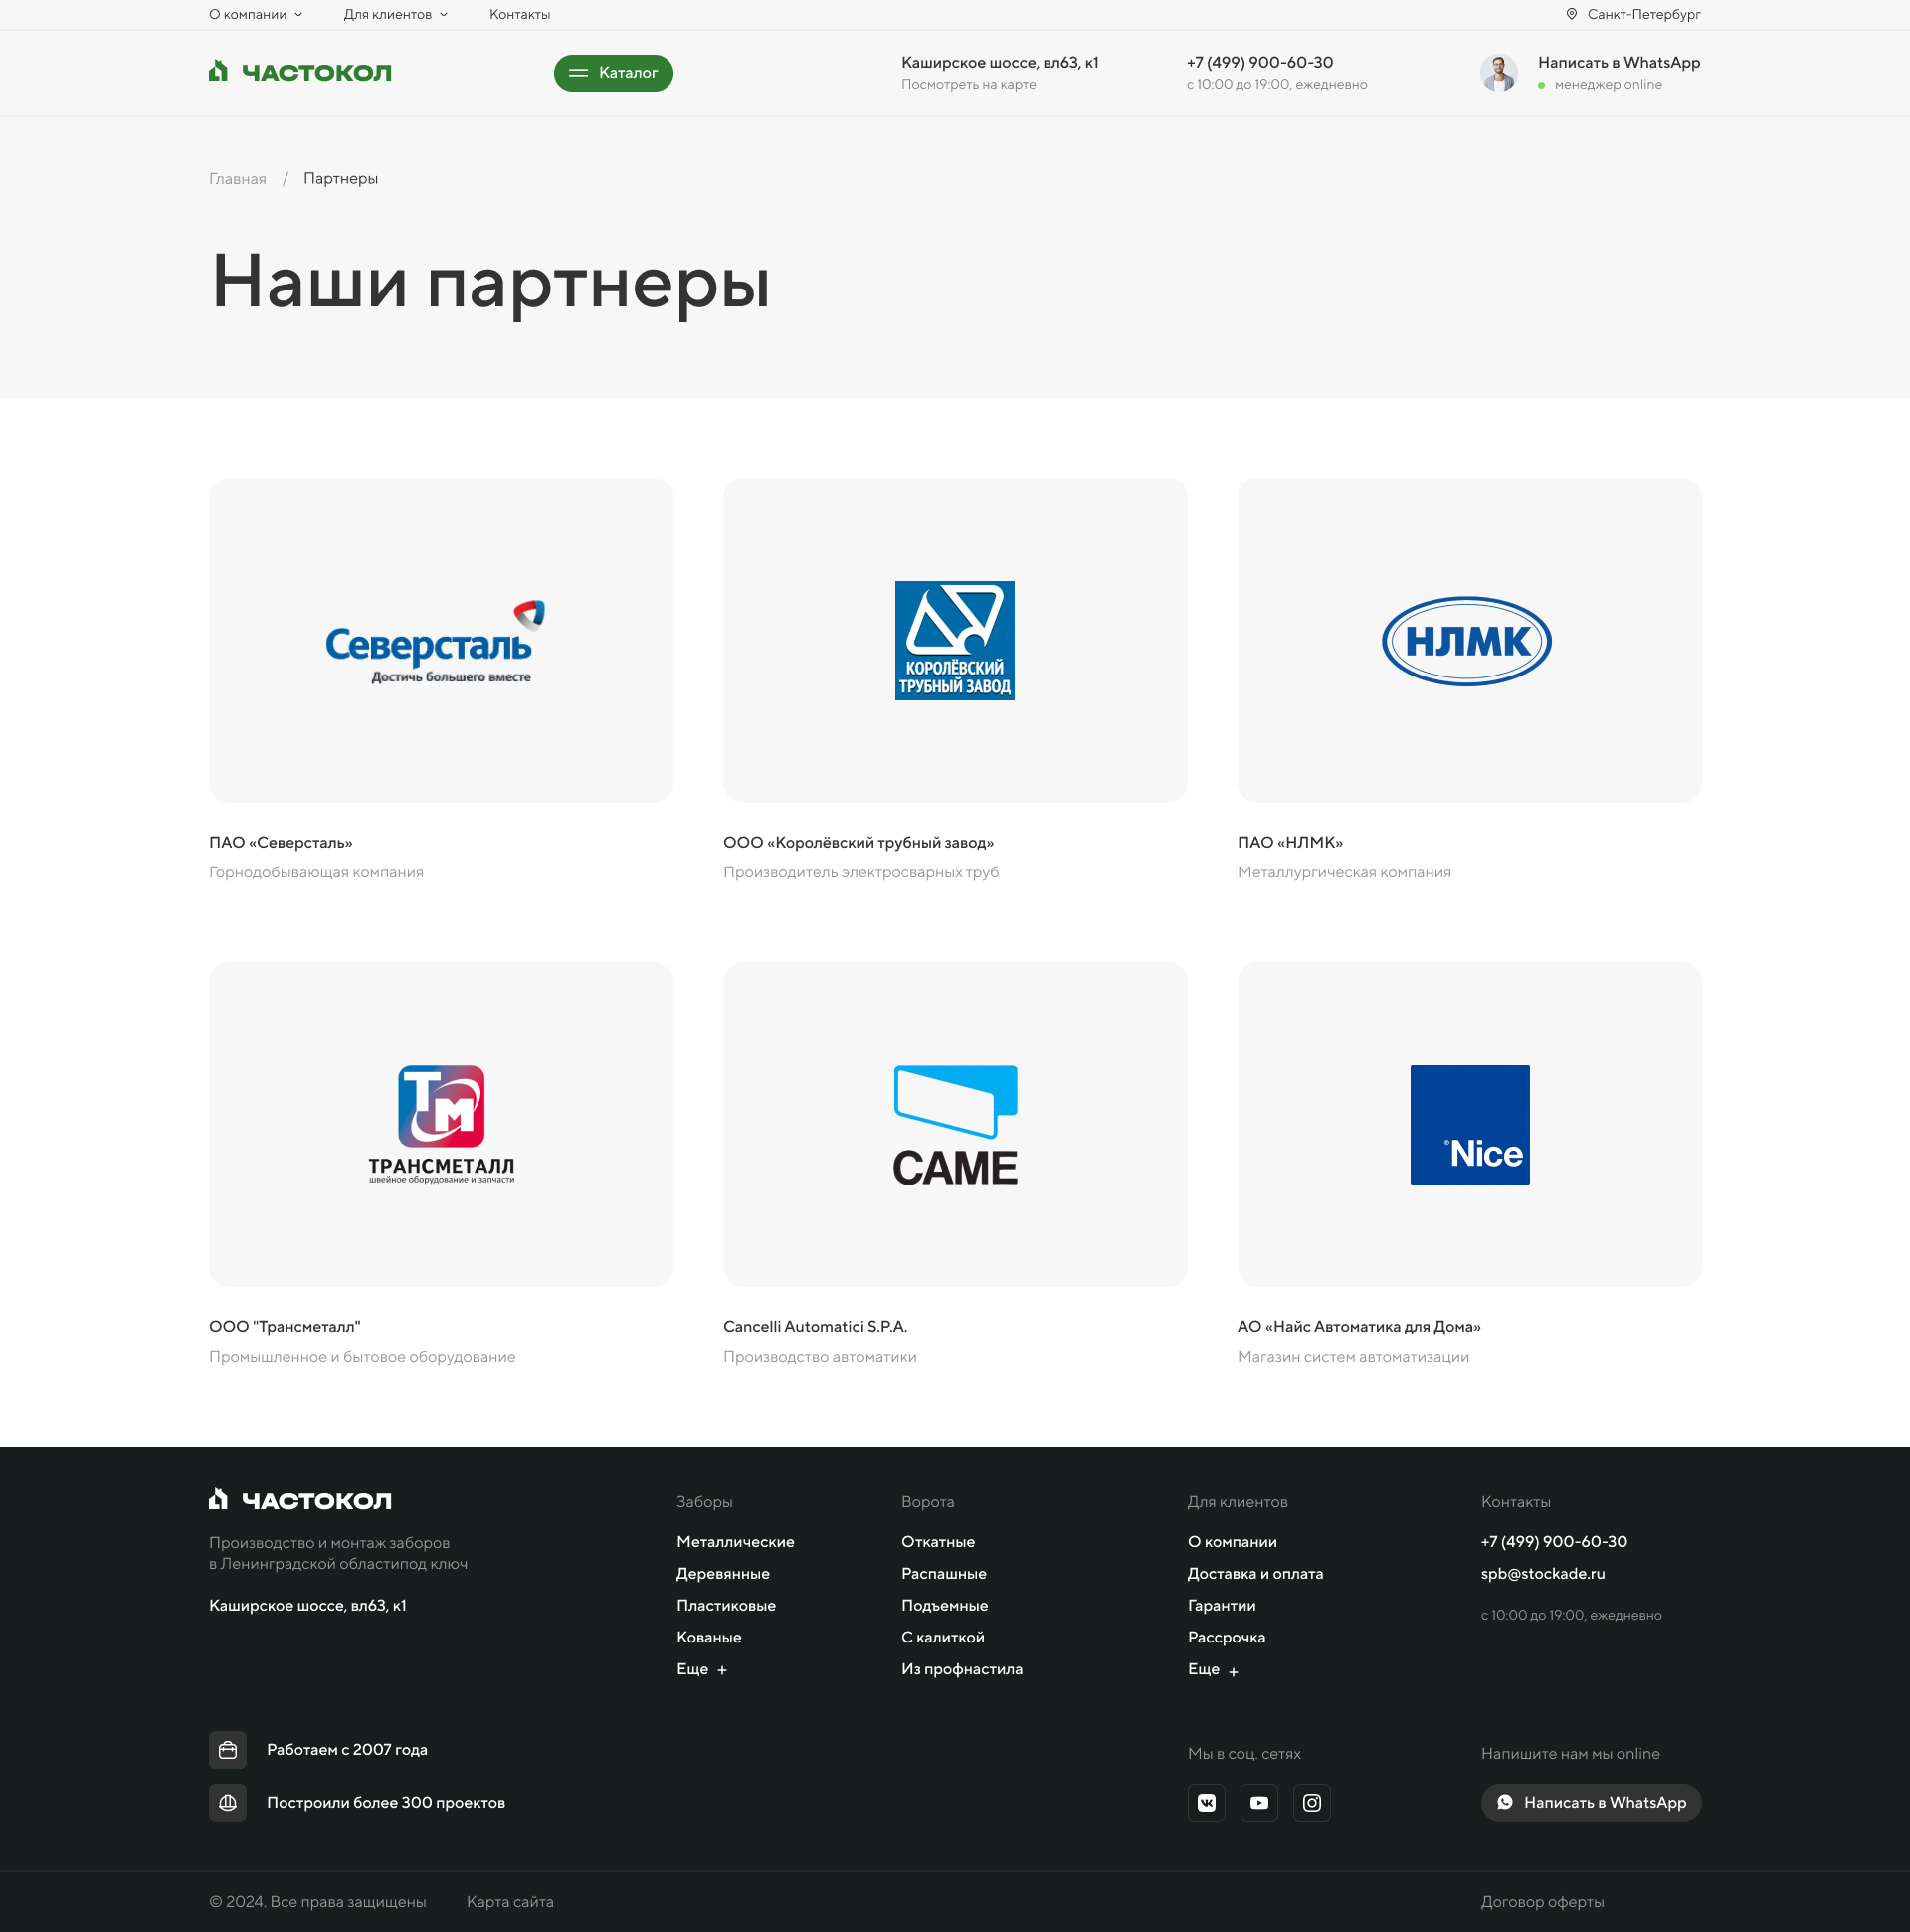 О компании
Для клиентов
Контакты
Санкт-Петербург
ЧАСТОКОЛ
Каталог
Каширское шоссе, вл63, к1
Посмотреть на карте
+7 (499) 900-60-30
с 10:00 до 19:00, ежедневно
Написать в WhatsApp
менеджер online
Главная / Партнеры
Наши партнеры
Северсталь
Достичь большего вместе
КОРОЛЁВСКИЙ
ТРУБНЫЙ ЗАВОД
НЛМК
ПАО «Северсталь»
Горнодобывающая компания
ООО «Королёвский трубный завод»
Производитель электросварных труб
ПАО «НЛМК»
Металлургическая компания
ТМ
ТРАНСМЕТАЛЛ
швейное оборудование и запчасти
CAME
®Nice
ООО "Трансметалл"
Промышленное и бытовое оборудование
Cancelli Automatici S.P.A.
Производство автоматики
АО «Найс Автоматика для Дома»
Магазин систем автоматизации
ЧАСТОКОЛ
Производство и монтаж заборов
в Ленинградской областипод ключ
Каширское шоссе, вл63, к1
Заборы
Металлические
Деревянные
Пластиковые
Кованые
Еще +
Ворота
Откатные
Распашные
Подъемные
С калиткой
Из профнастила
Для клиентов
О компании
Доставка и оплата
Гарантии
Рассрочка
Еще +
Контакты
+7 (499) 900-60-30
spb@stockade.ru
с 10:00 до 19:00, ежедневно
Работаем с 2007 года
Построили более 300 проектов
Мы в соц. сетях
Напишите нам мы online
Написать в WhatsApp
© 2024. Все права защищены
Карта сайта
Договор оферты